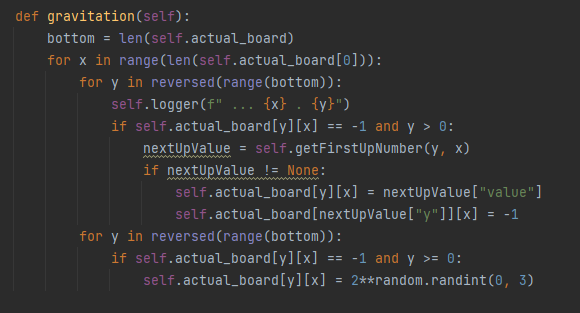 def gravitation(self):
    bottom = len(self.actual_board)
    for x in range(len(self.actual_board[0])):
        for y in reversed(range(bottom)):
            self.logger(f" ... {x} . {y}")
            if self.actual_board[y][x] == -1 and y > 0:
                nextUpValue = self.getFirstUpNumber(y, x)
                if nextUpValue != None:
                    self.actual_board[y][x] = nextUpValue["value"]
                    self.actual_board[nextUpValue["y"]][x] = -1
        for y in reversed(range(bottom)):
            if self.actual_board[y][x] == -1 and y >= 0:
                self.actual_board[y][x] = 2**random.randint(0, 3)